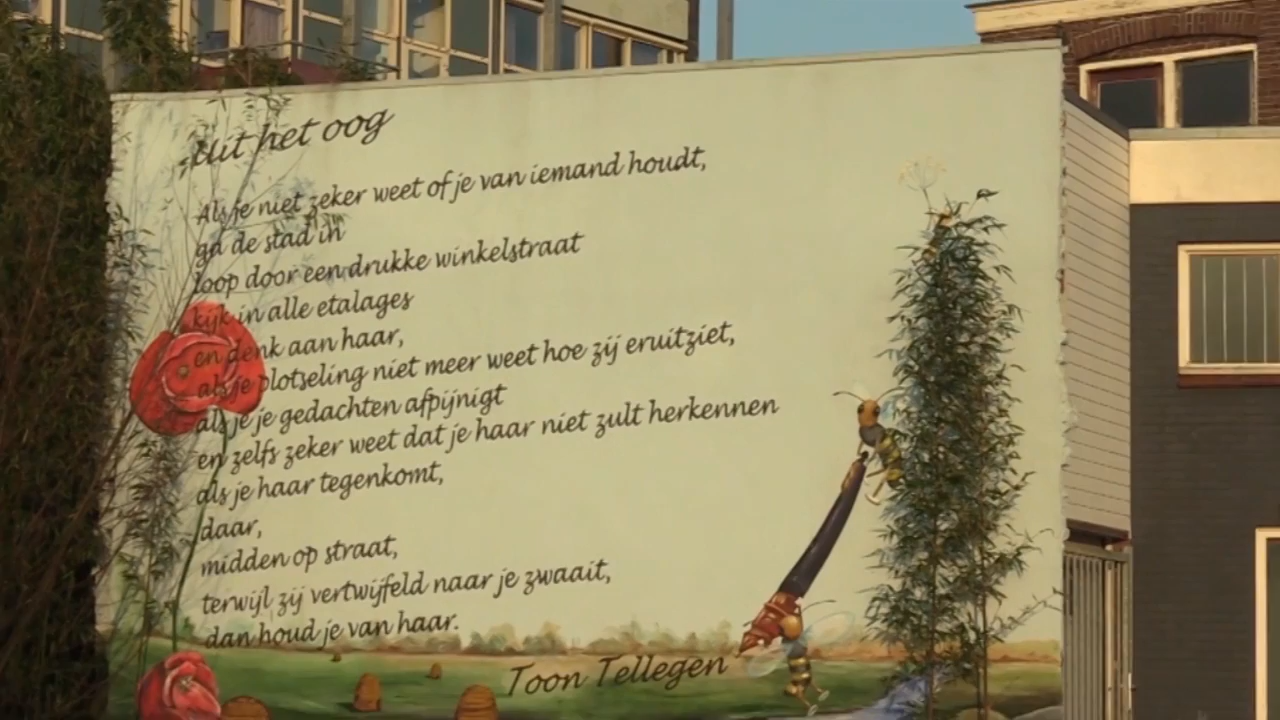 Uit het oog
Als je niet zeker weet of je van iemand houdt,
ga de stad in
loop door een drukke winkelstraat
kijk in alle etalages
en denk aan haar,
als je plotseling niet meer weet hoe zij eruitziet,
als je je gedachten afpijnigt
en zelfs zeker weet dat je haar niet zult herkennen
als je haar tegenkomt,
daar,
midden op straat,
terwijl zij vertwijfeld naar je zwaait,
dan houd je van haar.
Toon Tellegen